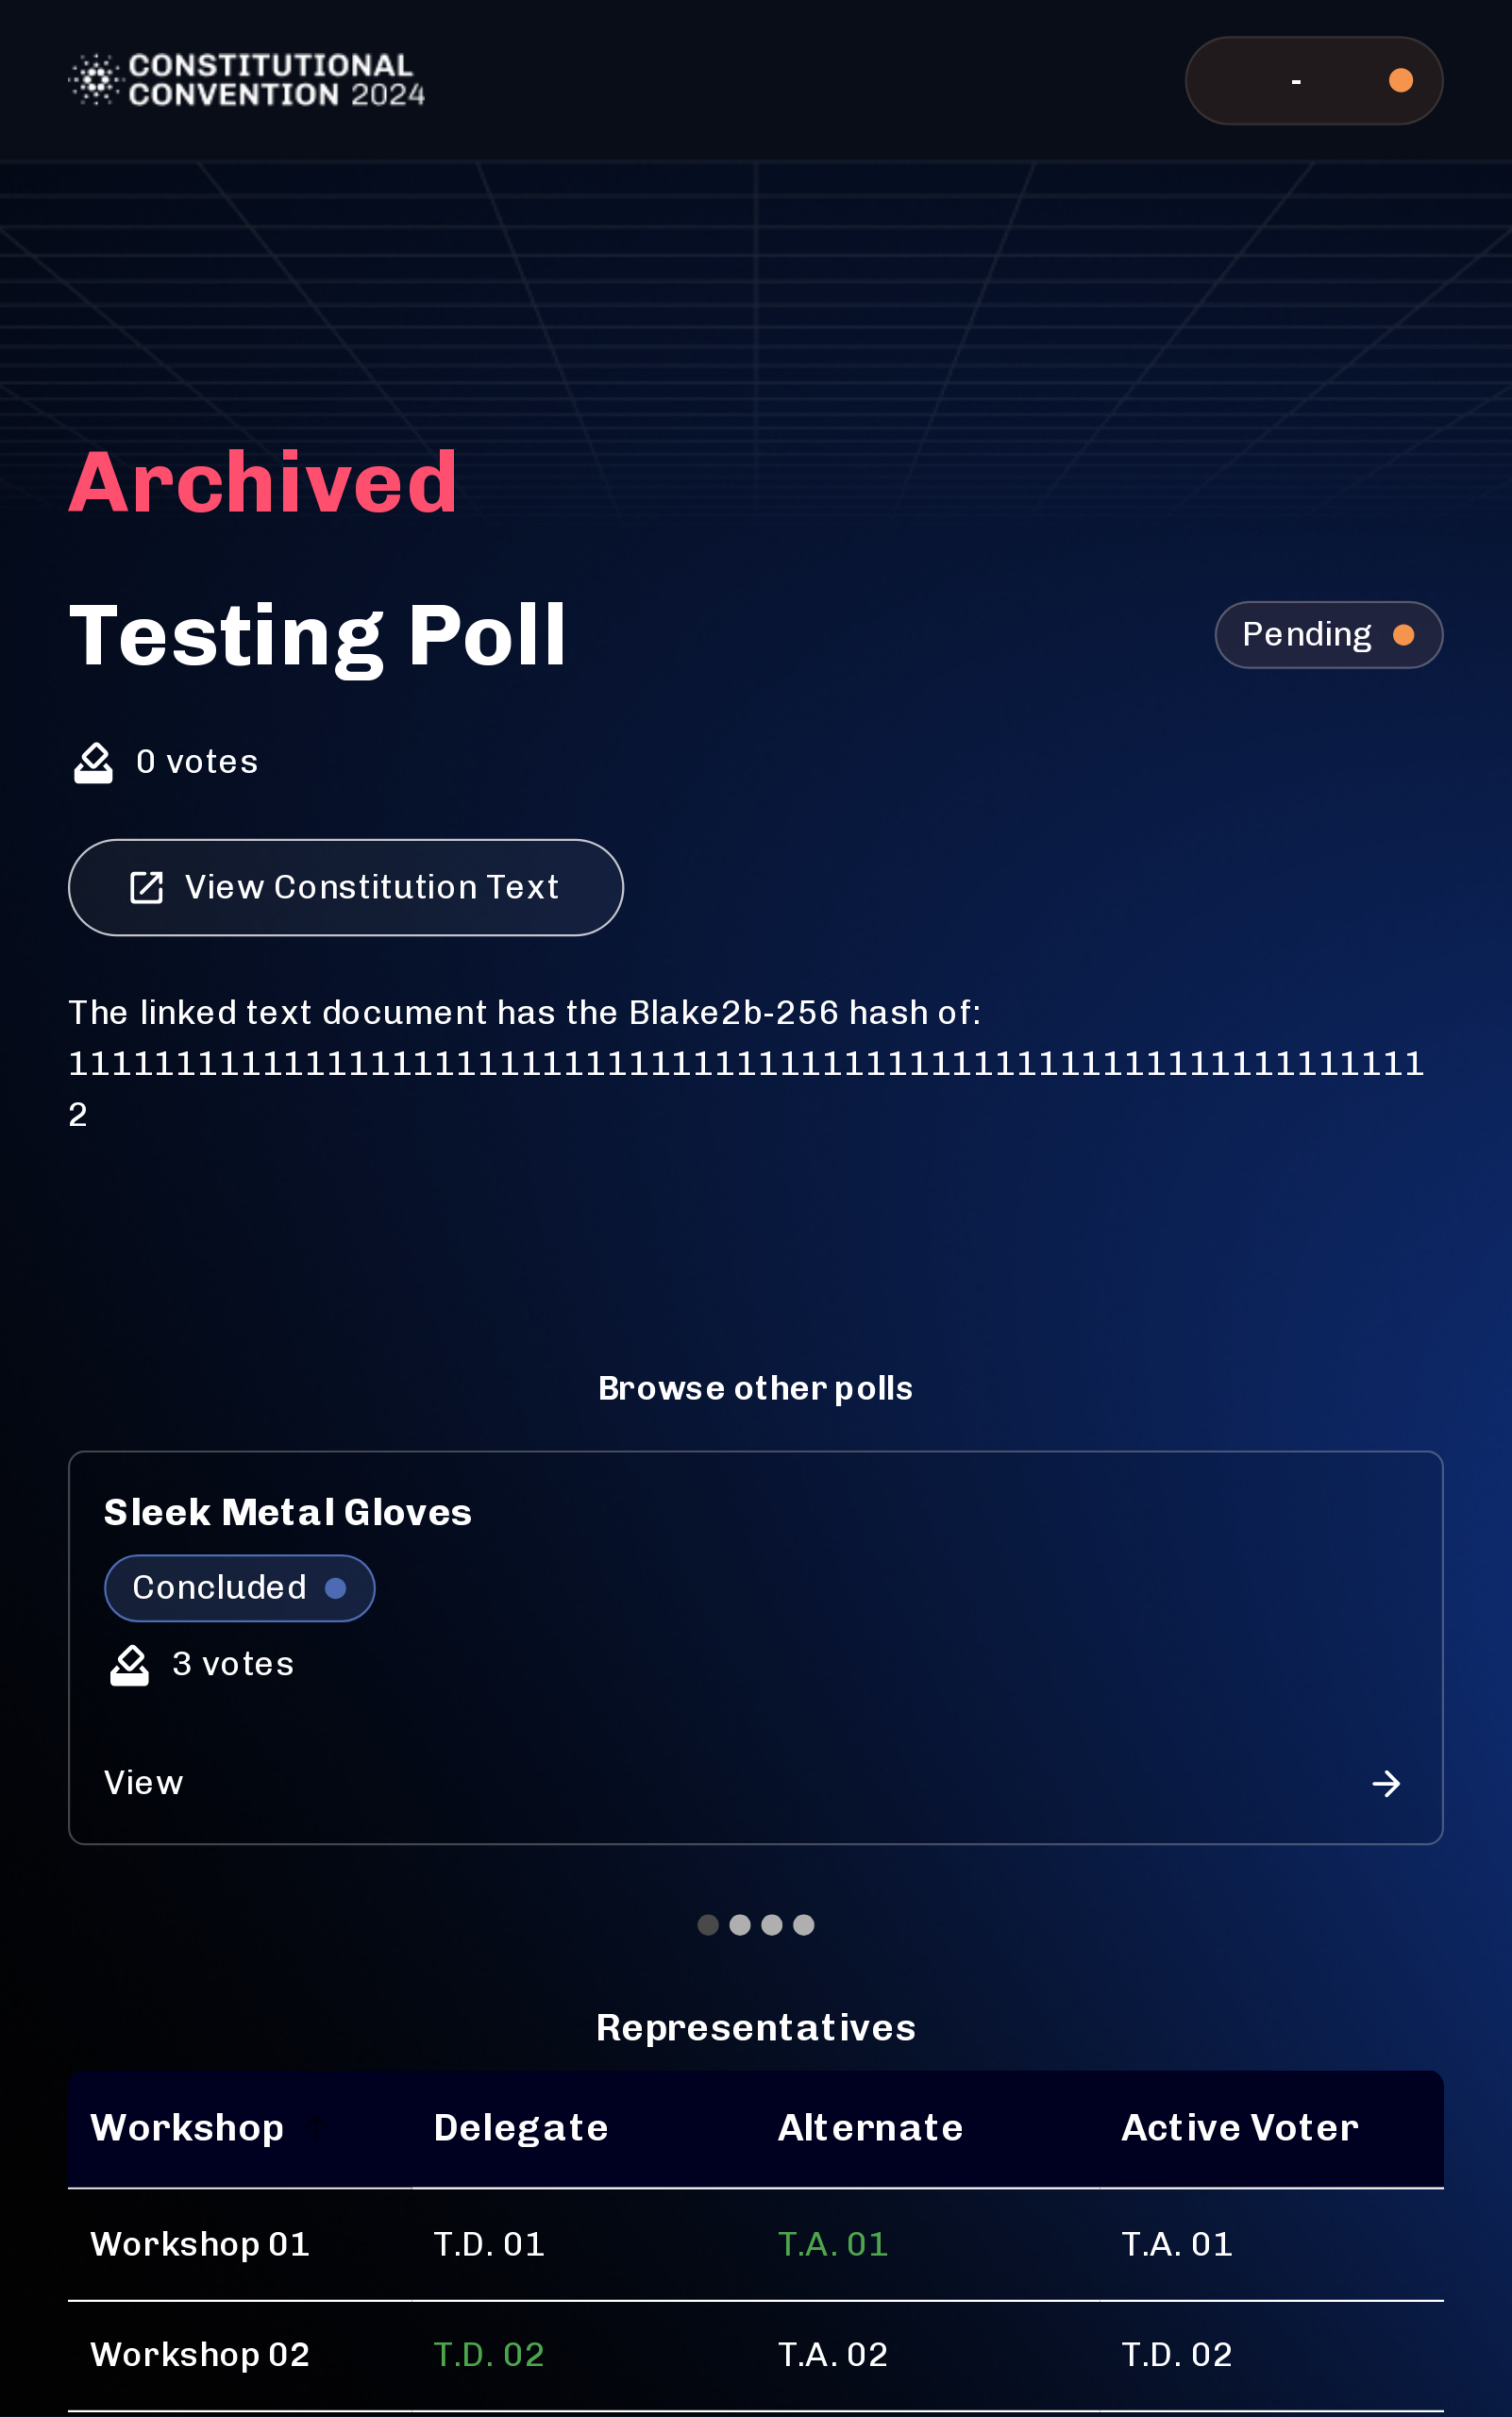 CONSTITUTIONAL
CONVENTION 2024
-
Archived
Testing Poll
Pending
0 votes
View Constitution Text
The linked text document has the Blake2b-256 hash of:
111111111111111111111111111111111111111111111111111111111111111
2
Browse other polls
Sleek Metal Gloves
Concluded
3 votes
View
Representatives
Workshop Delegate Alternate Active Voter
Workshop 01 T.D. 01 T.A. 01 T.A. 01
Workshop 02 T.D. 02 T.A. 02 T.D. 02